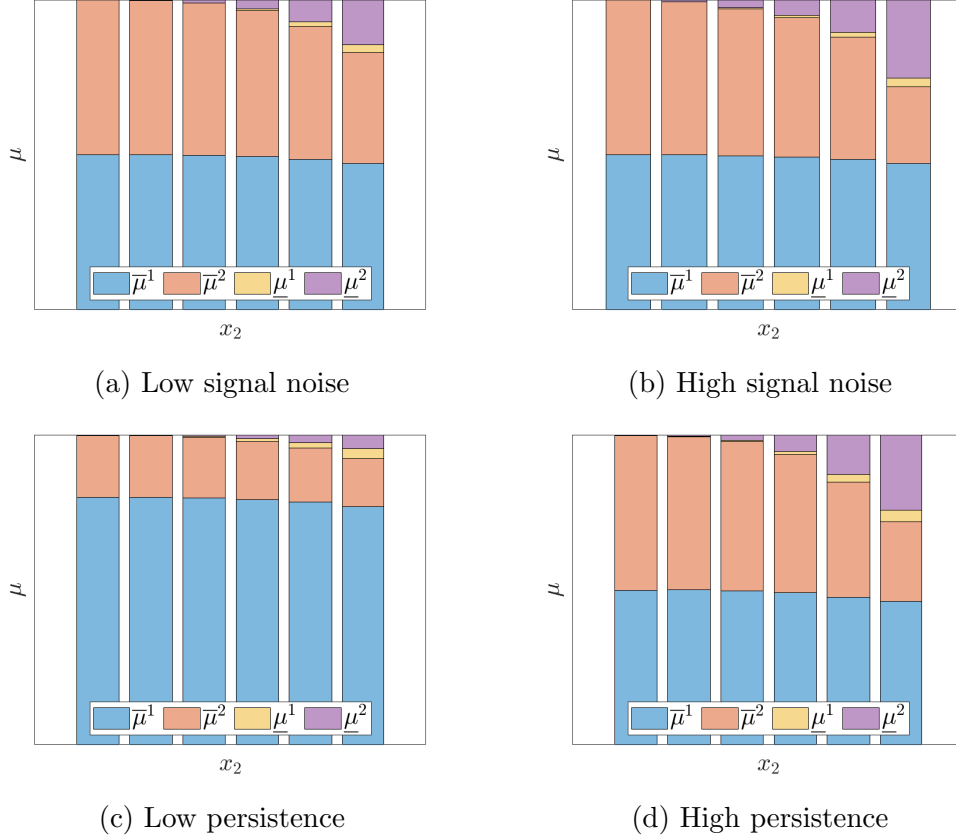 μ
μ̅¹ μ̅² μ̲¹ μ̲²
x₂
(a) Low signal noise
μ
μ̅¹ μ̅² μ̲¹ μ̲²
x₂
(b) High signal noise
μ
μ̅¹ μ̅² μ̲¹ μ̲²
x₂
(c) Low persistence
μ
μ̅¹ μ̅² μ̲¹ μ̲²
x₂
(d) High persistence